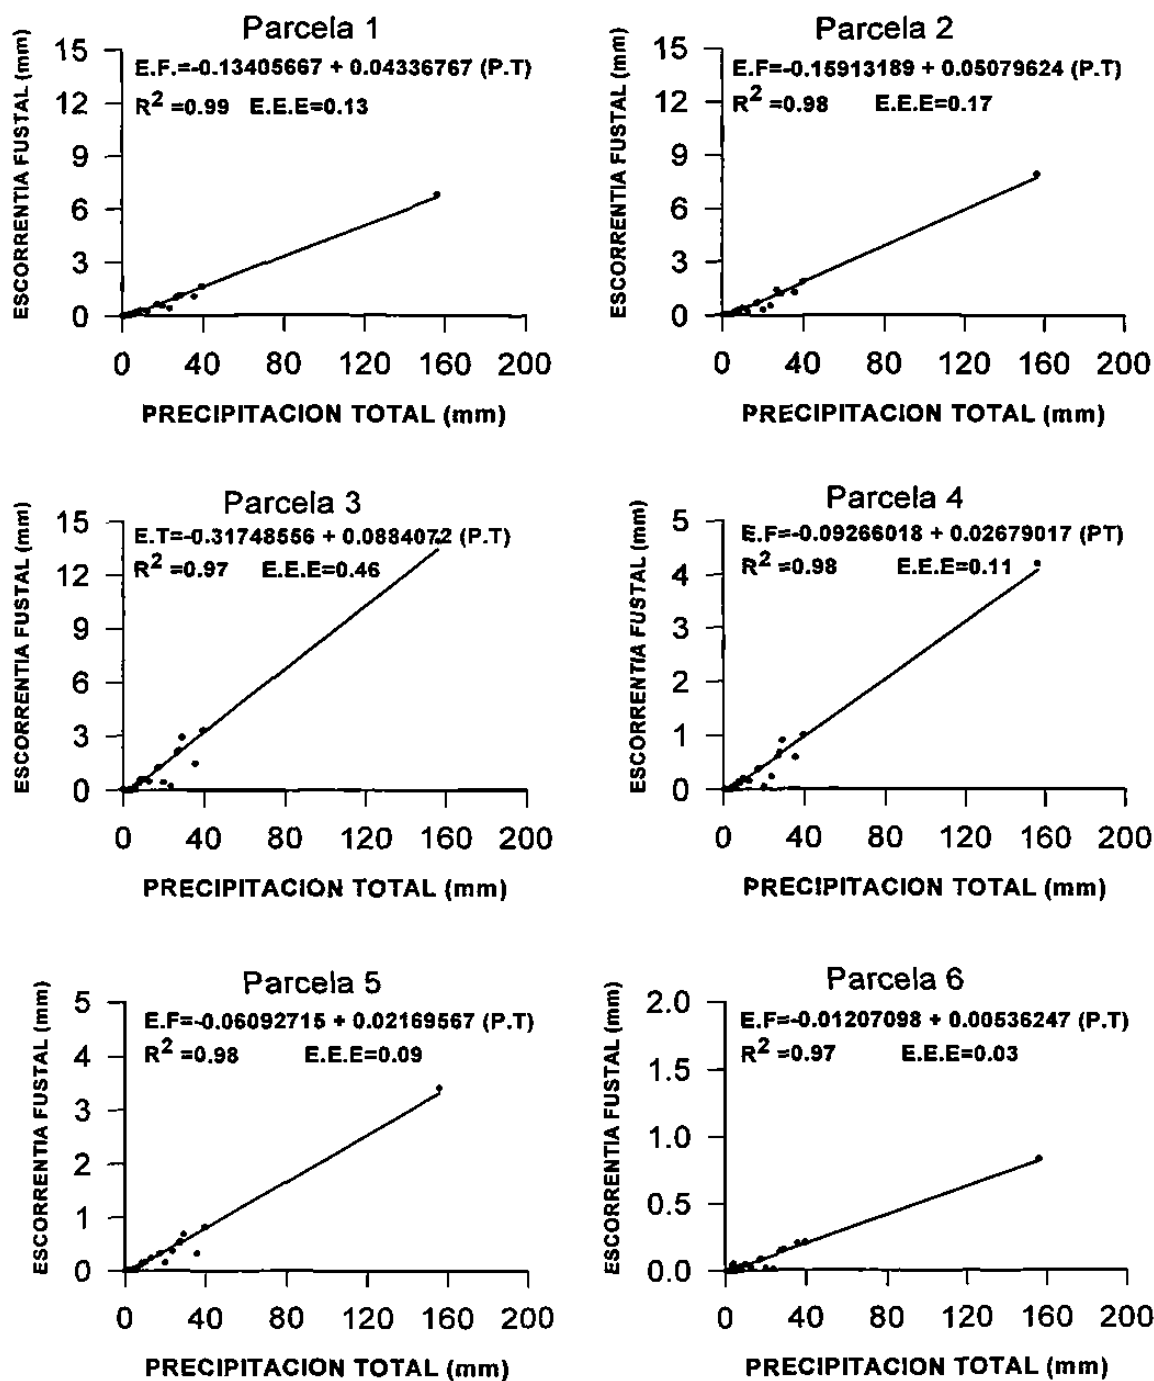 Parcela 1
E.F.=-0.13405667 + 0.04336767 (P.T)
R2 =0.99 E.E.E=0.13
ESCORRENTIA FUSTAL (mm)
15
12
9
6
3
0
0 40 80 120 160 200
PRECIPITACION TOTAL (mm)
Parcela 2
E.F=-0.15913189 + 0.05079624 (P.T)
R2 =0.98 E.E.E=0.17
ESCORRENTIA FUSTAL (mm)
15
12
9
6
3
0
0 40 80 120 160 200
PRECIPITACION TOTAL (mm)
Parcela 3
E.T=-0.31748556 + 0.0884072 (P.T)
R2 =0.97 E.E.E=0.46
ESCORRENTIA FUSTAL (mm)
15
12
9
6
3
0
0 40 80 120 160 200
PRECIPITACION TOTAL (mm)
Parcela 4
E.F=-0.09266018 + 0.02679017 (PT)
R2 =0.98 E.E.E=0.11
ESCORRENTIA FUSTAL (mm)
5
4
3
2
1
0
0 40 80 120 160 200
PRECIPITACION TOTAL (mm)
Parcela 5
E.F=-0.06092715 + 0.02169567 (P.T)
R2 =0.98 E.E.E=0.09
ESCORRENTIA FUSTAL (mm)
5
4
3
2
1
0
0 40 80 120 160 200
PRECIPITACION TOTAL (mm)
Parcela 6
E.F=-0.01207098 + 0.00536247 (P.T)
R2 =0.97 E.E.E=0.03
ESCORRENTIA FUSTAL (mm)
2.0
1.5
1.0
0.5
0.0
0 40 80 120 160 200
PRECIPITACION TOTAL (mm)